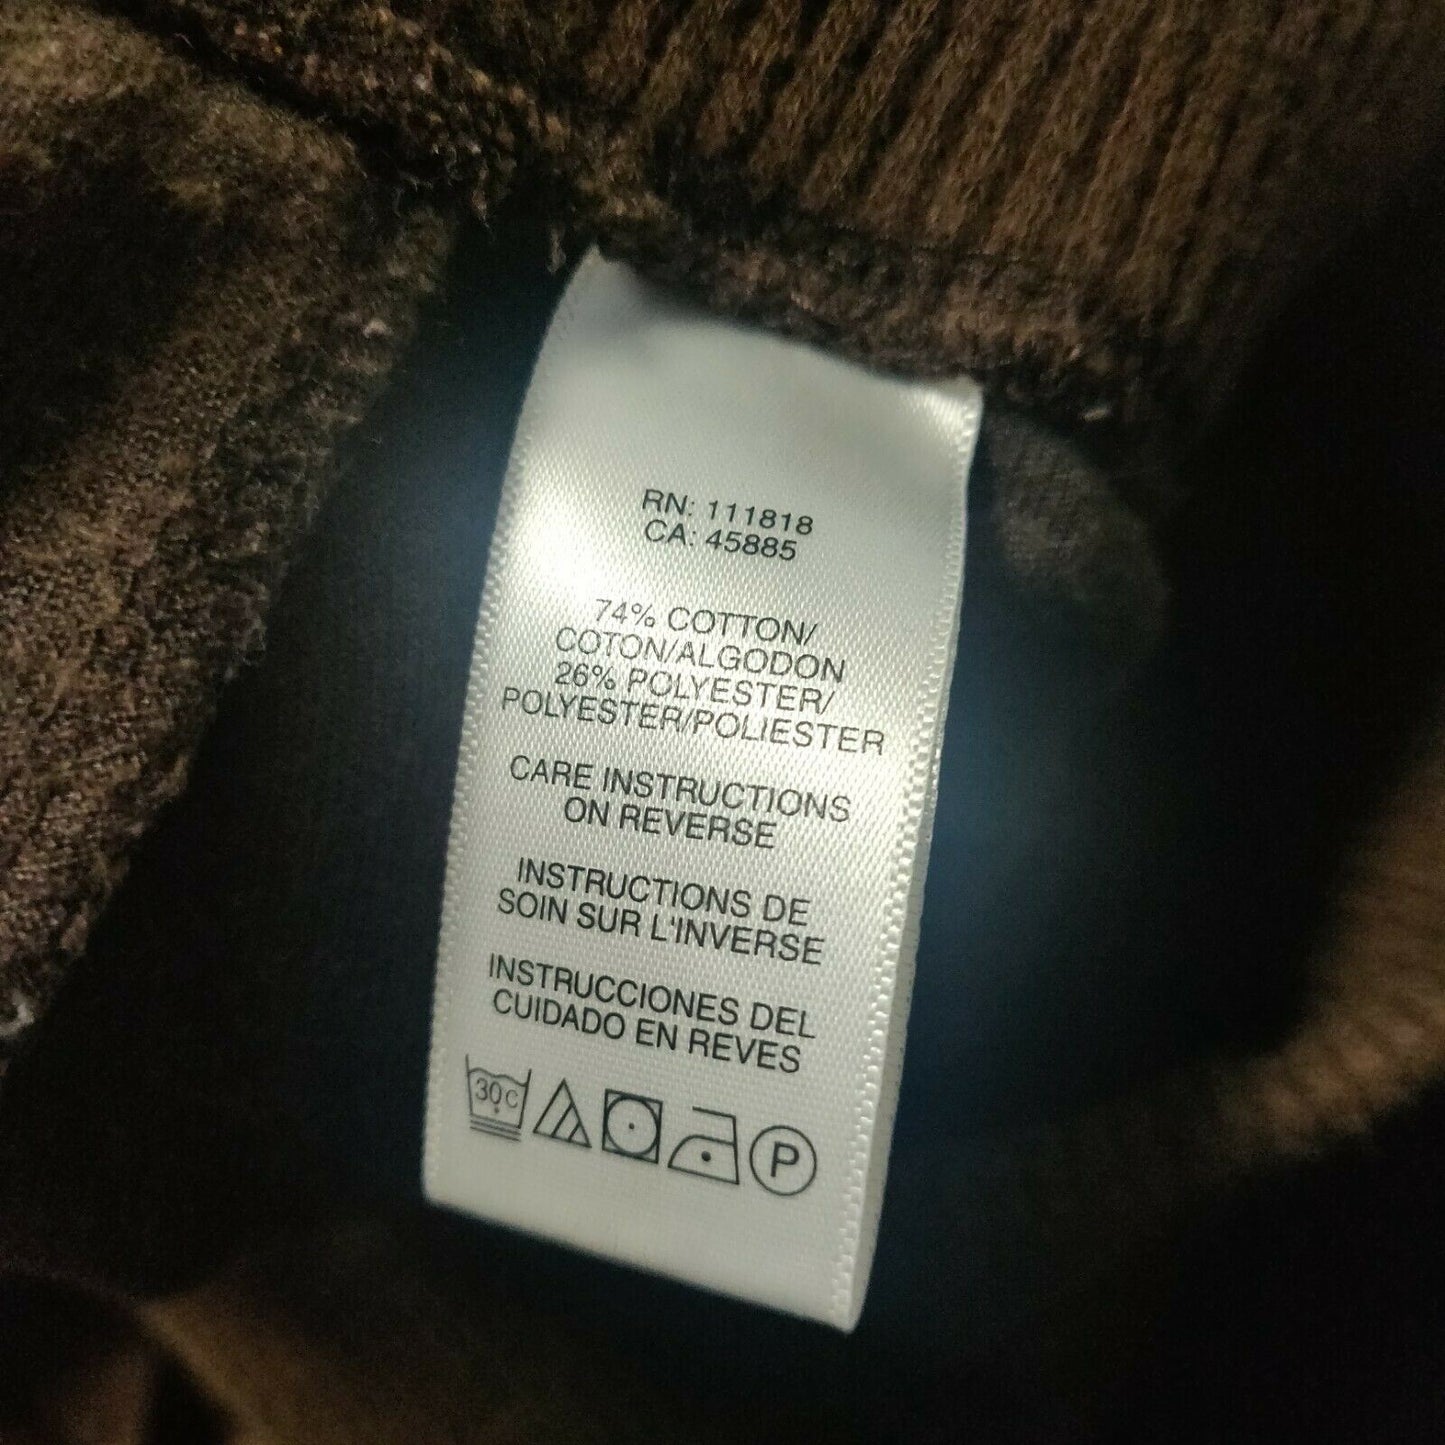 RN: 111818
CA: 45885
74% COTTON/
COTON/ALGODON
26% POLYESTER/
POLYESTER/POLIESTER
CARE INSTRUCTIONS
ON REVERSE
INSTRUCTIONS DE
SOIN SUR L'INVERSE
INSTRUCCIONES DEL
CUIDADO EN REVES
30C P